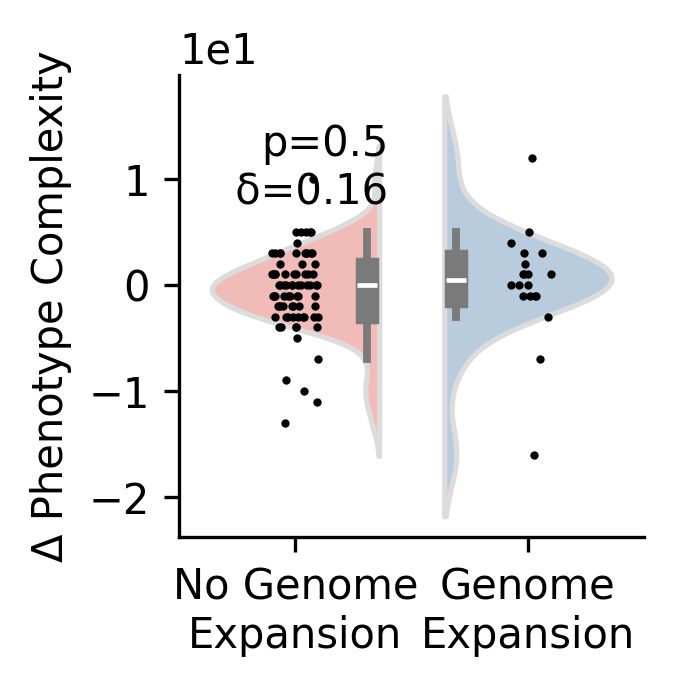 1e1
Δ Phenotype Complexity
p=0.5
δ=0.16
1
0
−1
−2
No Genome
Expansion
Genome
Expansion